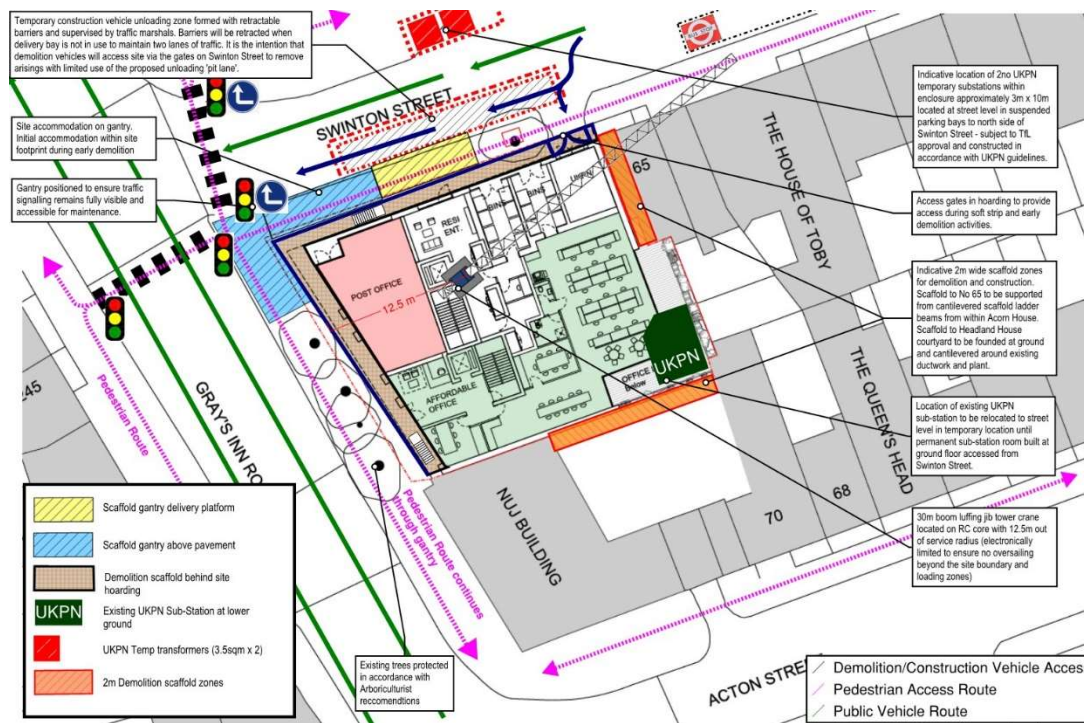 Temporary construction vehicle unloading zone formed with retractable
barriers and supervised by traffic marshals. Barriers will be retracted when
delivery bay is not in use to maintain two lanes of traffic. It is the intention that
demolition vehicles will access site via the gates on Swinton Street to remove
arisings with limited use of the proposed unloading 'pit lane'.
Site accommodation on gantry.
Initial accommodation within site
footprint during early demolition
Gantry positioned to ensure traffic
signalling remains fully visible and
accessible for maintenance.
BUS STOP
SWINTON STREET
Indicative location of 2no UKPN
temporary substations within
enclosure approximately 3m x 10m
located at street level in suspended
parking bays to north side of
Swinton Street - subject to TfL
approval and constructed in
accordance with UKPN guidelines.
Access gates in hoarding to provide
access during soft strip and early
demolition activities.
Indicative 2m wide scaffold zones
for demolition and construction.
Scaffold to No 65 to be supported
from cantilevered scaffold ladder
beams from within Acorn House.
Scaffold to Headland House
courtyard to be founded at ground
and cantilevered around existing
ductwork and plant.
Location of existing UKPN
sub-station to be relocated to street
level in temporary location until
permanent sub-station room built at
ground floor accessed from
Swinton Street.
30m boom luffing jib tower crane
located on RC core with 12.5m out
of service radius (electronically
limited to ensure no oversailing
beyond the site boundary and
loading zones)
65
THE HOUSE OF TOBY
THE QUEEN'S HEAD
68
70
NUJ BUILDING
RESI
ENT.
BINS
BINS
UKPN
POST OFFICE
12.5 m
AFFORDABLE
OFFICE
OFFICE
below
UKPN
245
Pedestrian Route
GRAY'S INN RO
Pedestrian Route continues
through gantry
ACTON STREET
Existing trees protected
in accordance with
Arboriculturist
reccomendtions
Scaffold gantry delivery platform
Scaffold gantry above pavement
Demolition scaffold behind site
hoarding
UKPN
Existing UKPN Sub-Station at lower
ground
UKPN Temp transformers (3.5sqm x 2)
2m Demolition scaffold zones
Demolition/Construction Vehicle Acces
Pedestrian Access Route
Public Vehicle Route